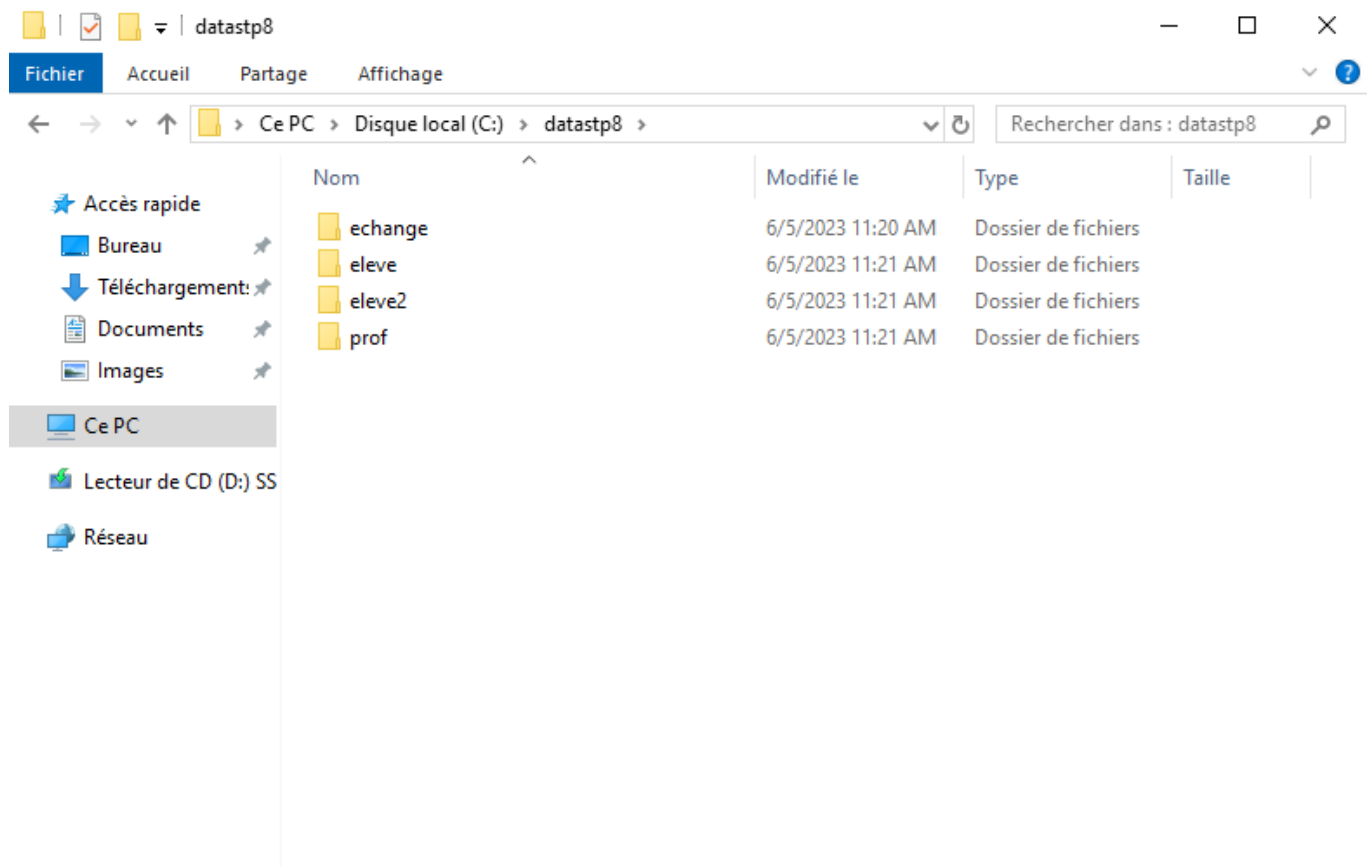 datastp8
Fichier Accueil Partage Affichage
Ce PC > Disque local (C:) > datastp8 >
Rechercher dans : datastp8
Nom Modifié le Type Taille
Accès rapide
Bureau
Téléchargement
Documents
Images
Ce PC
Lecteur de CD (D:) SS
Réseau
echange 6/5/2023 11:20 AM Dossier de fichiers
eleve 6/5/2023 11:21 AM Dossier de fichiers
eleve2 6/5/2023 11:21 AM Dossier de fichiers
prof 6/5/2023 11:21 AM Dossier de fichiers